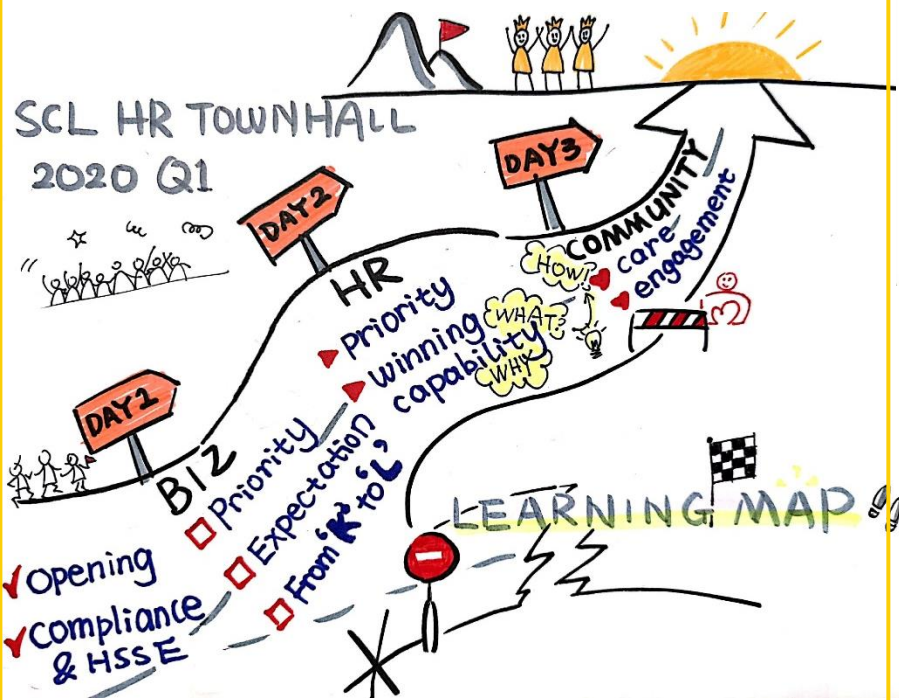 SCL HR TOWNHALL
2020 Q1
DAY1
BIZ
✓ Opening
✓ Compliance
& HSSE
□ Priority
□ Expectation
□ From 'K' to 'L'
DAY2
HR
▶ Priority
▶ Winning
capability
WHY
WHAT?
HOW!
DAY3
COMMUNITY
care
engagement
LEARNING MAP